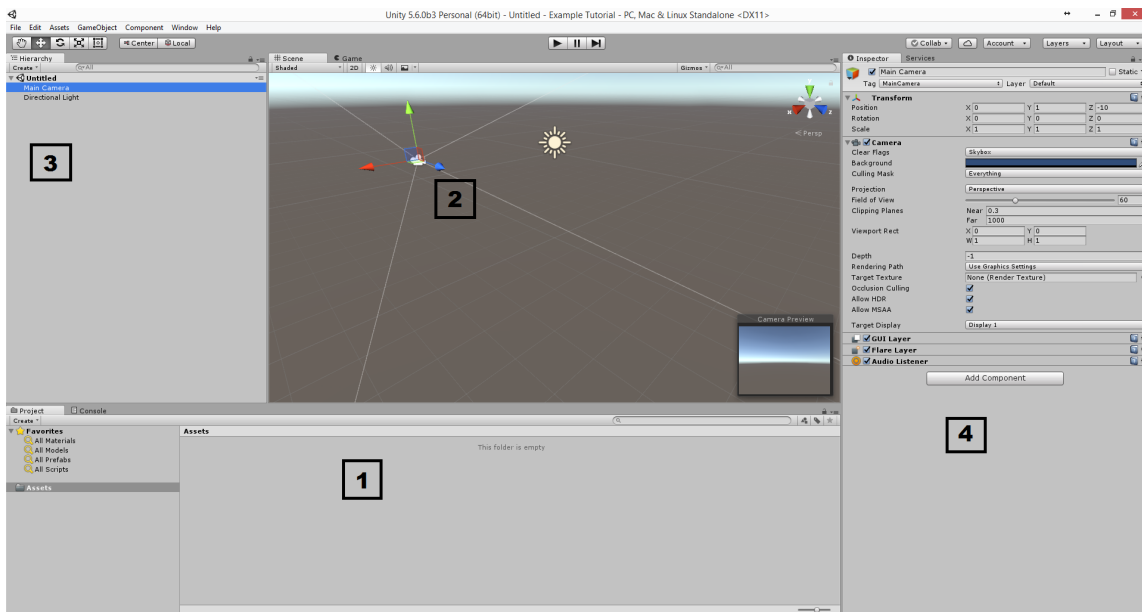 Unity 5.6.0b3 Personal (64bit) - Untitled - Example Tutorial - PC, Mac & Linux Standalone <DX11>
File Edit Assets GameObject Component Window Help
Center Local Collab Account Layers Layout
Hierarchy
Create All
Untitled
Main Camera
Directional Light
3
Scene Game
Shaded 2D Gizmos All
y
x z
Persp
2
Camera Preview
Inspector Services
Main Camera Static
Tag MainCamera Layer Default
Transform
Position X 0 Y 1 Z -10
Rotation X 0 Y 0 Z 0
Scale X 1 Y 1 Z 1
Camera
Clear Flags Skybox
Background
Culling Mask Everything
Projection Perspective
Field of View 60
Clipping Planes Near 0.3
Far 1000
Viewport Rect X 0 Y 0
W 1 H 1
Depth -1
Rendering Path Use Graphics Settings
Target Texture None (Render Texture)
Occlusion Culling
Allow HDR
Allow MSAA
Target Display Display 1
GUI Layer
Flare Layer
Audio Listener
Add Component
4
Project Console
Create
Favorites
All Materials
All Models
All Prefabs
All Scripts
Assets
Assets
This folder is empty
1